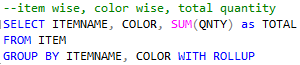 --item wise, color wise, total quantity
SELECT ITEMNAME, COLOR, SUM(QNTY) as TOTAL
FROM ITEM
GROUP BY ITEMNAME, COLOR WITH ROLLUP